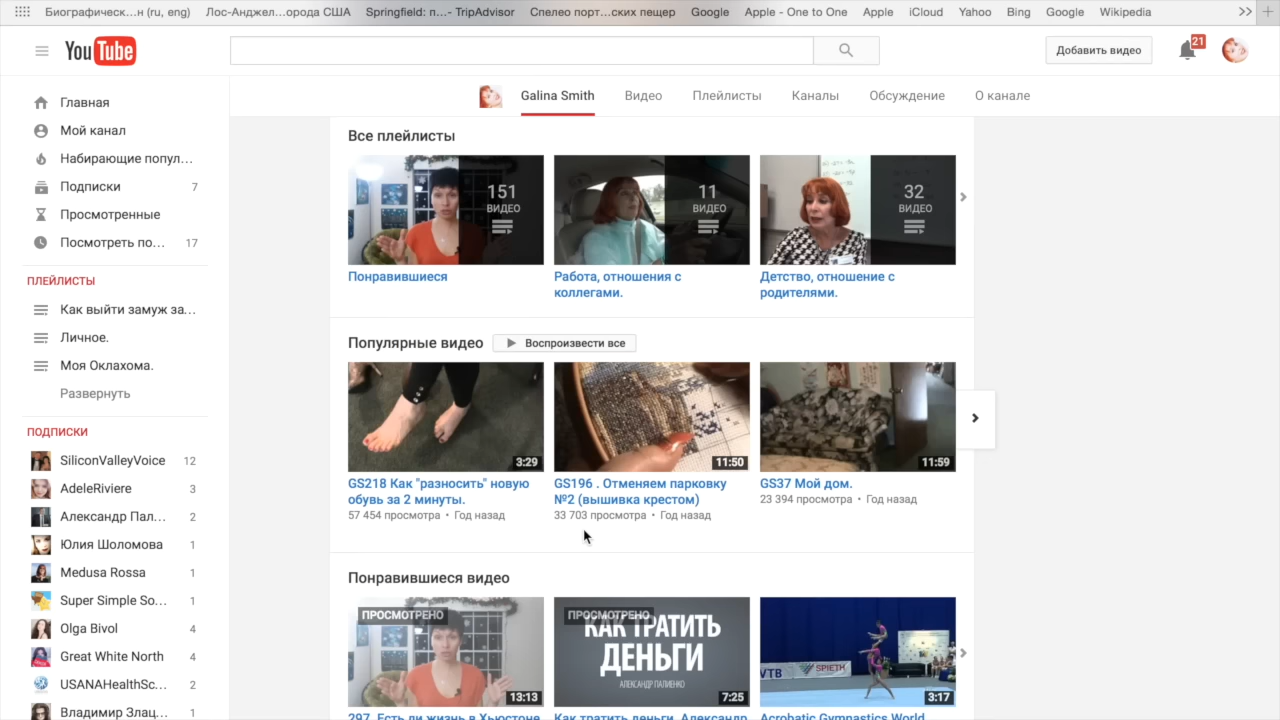 Биографическ...н (ru, en) Лос-Анджел...орода США Springfield: п...- TripAdvisor Спелео порт...ских пещер Google Apple - One to One Apple iCloud Yahoo Bing Google Wikipedia
YouTube
Добавить видео
21
Galina Smith Видео Плейлисты Каналы Обсуждение О канале
Главная
Мой канал
Набирающие попул...
Подписки 7
Просмотренные
Посмотреть по... 17
ПЛЕЙЛИСТЫ
Как выйти замуж за...
Личное.
Моя Оклахома.
Развернуть
ПОДПИСКИ
SiliconValleyVoice 12
AdeleRiviere 3
Александр Пал... 2
Юлия Шоломова 1
Medusa Rossa 1
Super Simple So... 1
Olga Bivol 4
Great White North 4
USANAHealthSc... 2
Владимир Злац... 1
Все плейлисты
151 ВИДЕО
11 ВИДЕО
32 ВИДЕО
Понравившиеся
Работа, отношения с
коллегами.
Детство, отношение с
родителями.
Популярные видео Воспроизвести все
3:29
11:50
11:59
GS218 Как "разносить" новую
обувь за 2 минуты.
57 454 просмотра • Год назад
GS196 . Отменяем парковку
№2 (вышивка крестом)
33 703 просмотра • Год назад
GS37 Мой дом.
23 394 просмотра • Год назад
Понравившиеся видео
ПРОСМОТРЕНО
13:13
ПРОСМОТРЕНО
КАК ТРАТИТЬ
ДЕНЬГИ
АЛЕКСАНДР ПАЛИЕНКО
7:25
VTB SPIETH
3:17
297. Есть ли жизнь в Хьюстоне
Как тратить деньги. Александр
Acrobatic Gymnastics World